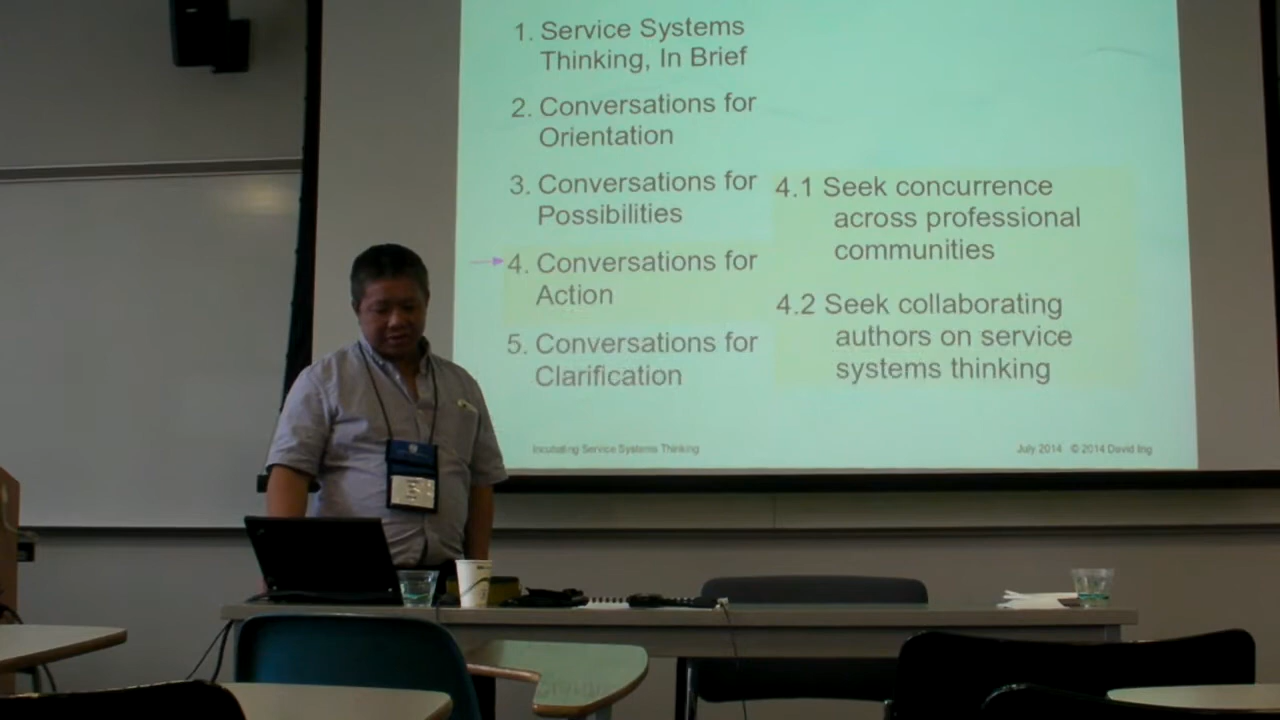 1. Service Systems
Thinking, In Brief
2. Conversations for
Orientation
3. Conversations for
Possibilities
4. Conversations for
Action
5. Conversations for
Clarification
4.1 Seek concurrence
across professional
communities
4.2 Seek collaborating
authors on service
systems thinking
Incubating Service Systems Thinking
July 2014 © 2014 David Ing